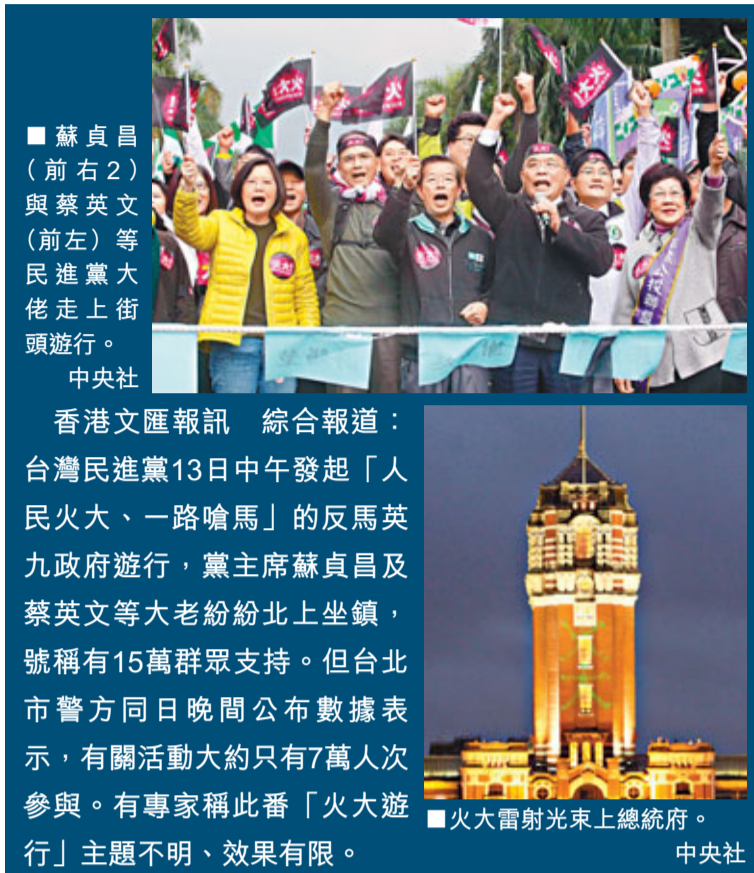 ■蘇貞昌
（前右2）
與蔡英文
（前左）等
民進黨大
佬走上街
頭遊行。
中央社
火大!
香港文匯報訊　綜合報道：
台灣民進黨13日中午發起「人
民火大、一路嗆馬」的反馬英
九政府遊行，黨主席蘇貞昌及
蔡英文等大老紛紛北上坐鎮，
號稱有15萬群眾支持。但台北
市警方同日晚間公布數據表
示，有關活動大約只有7萬人次
參與。有專家稱此番「火大遊
行」主題不明、效果有限。
■火大雷射光束上總統府。
中央社